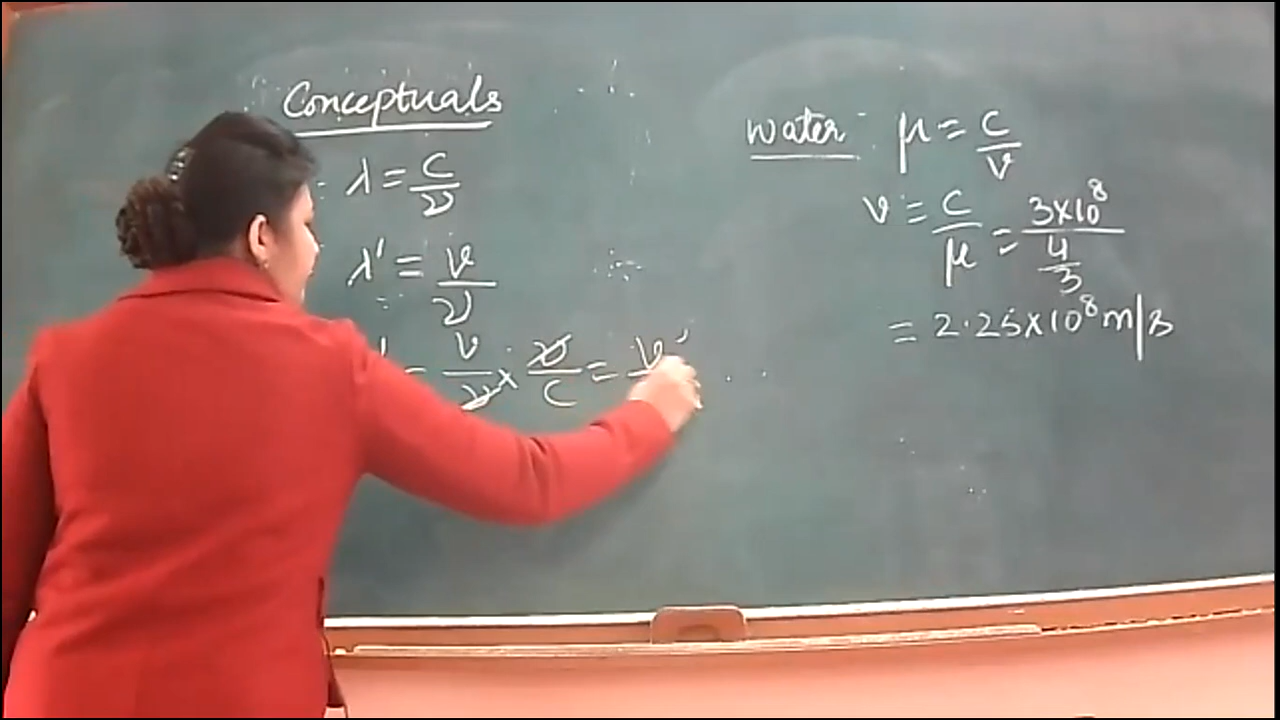 Conceptuals
λ = c/ν
λ' = v/ν
= v/ν × ν/c = v
water : μ = c/v
v = c/μ = 3×10⁸/(4/3)
= 2.25×10⁸ m/s